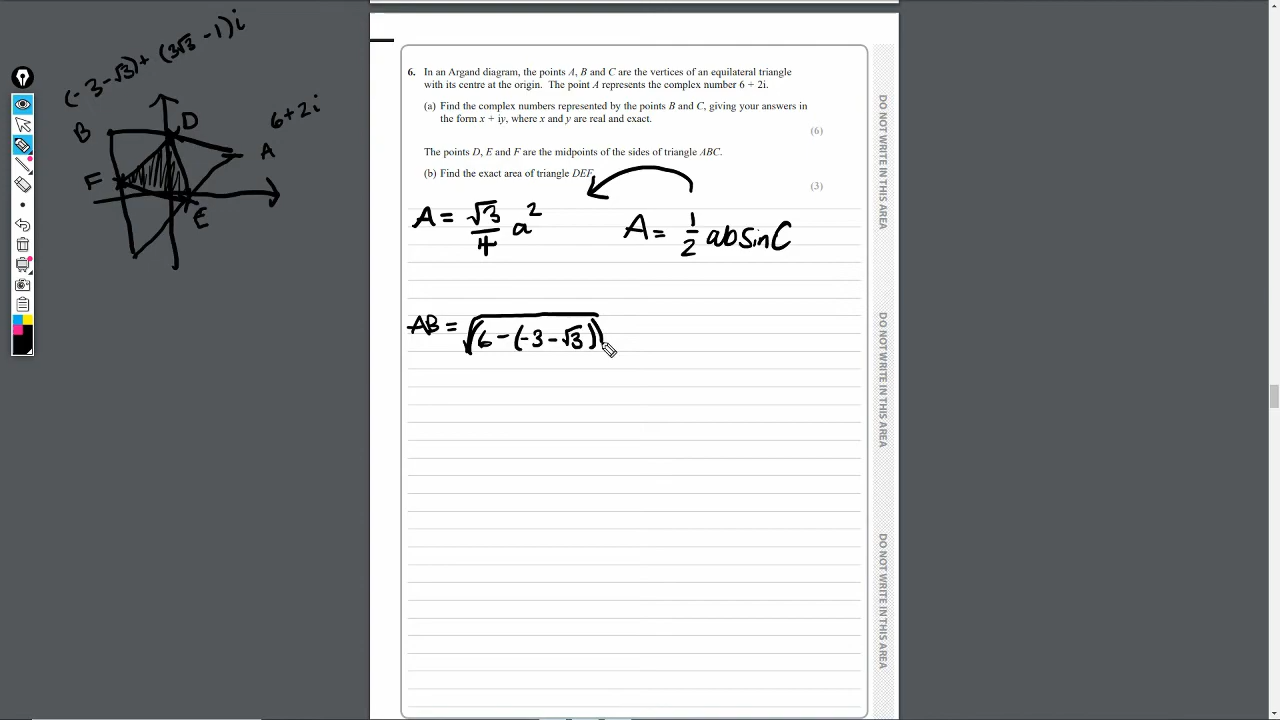 (-3-√3)+(3√3-1)i
6+2i
B
D
A
F
E
6. In an Argand diagram, the points A, B and C are the vertices of an equilateral triangle
with its centre at the origin. The point A represents the complex number 6 + 2i.
(a) Find the complex numbers represented by the points B and C, giving your answers in
the form x + iy, where x and y are real and exact.
(6)
The points D, E and F are the midpoints of the sides of triangle ABC.
(b) Find the exact area of triangle DEF.
(3)
A = √3/4 a²
A = 1/2 ab sin C
AB = √((6-(-3-√3))
DO NOT WRITE IN THIS AREA
DO NOT WRITE IN THIS AREA
DO NOT WRITE IN THIS AREA